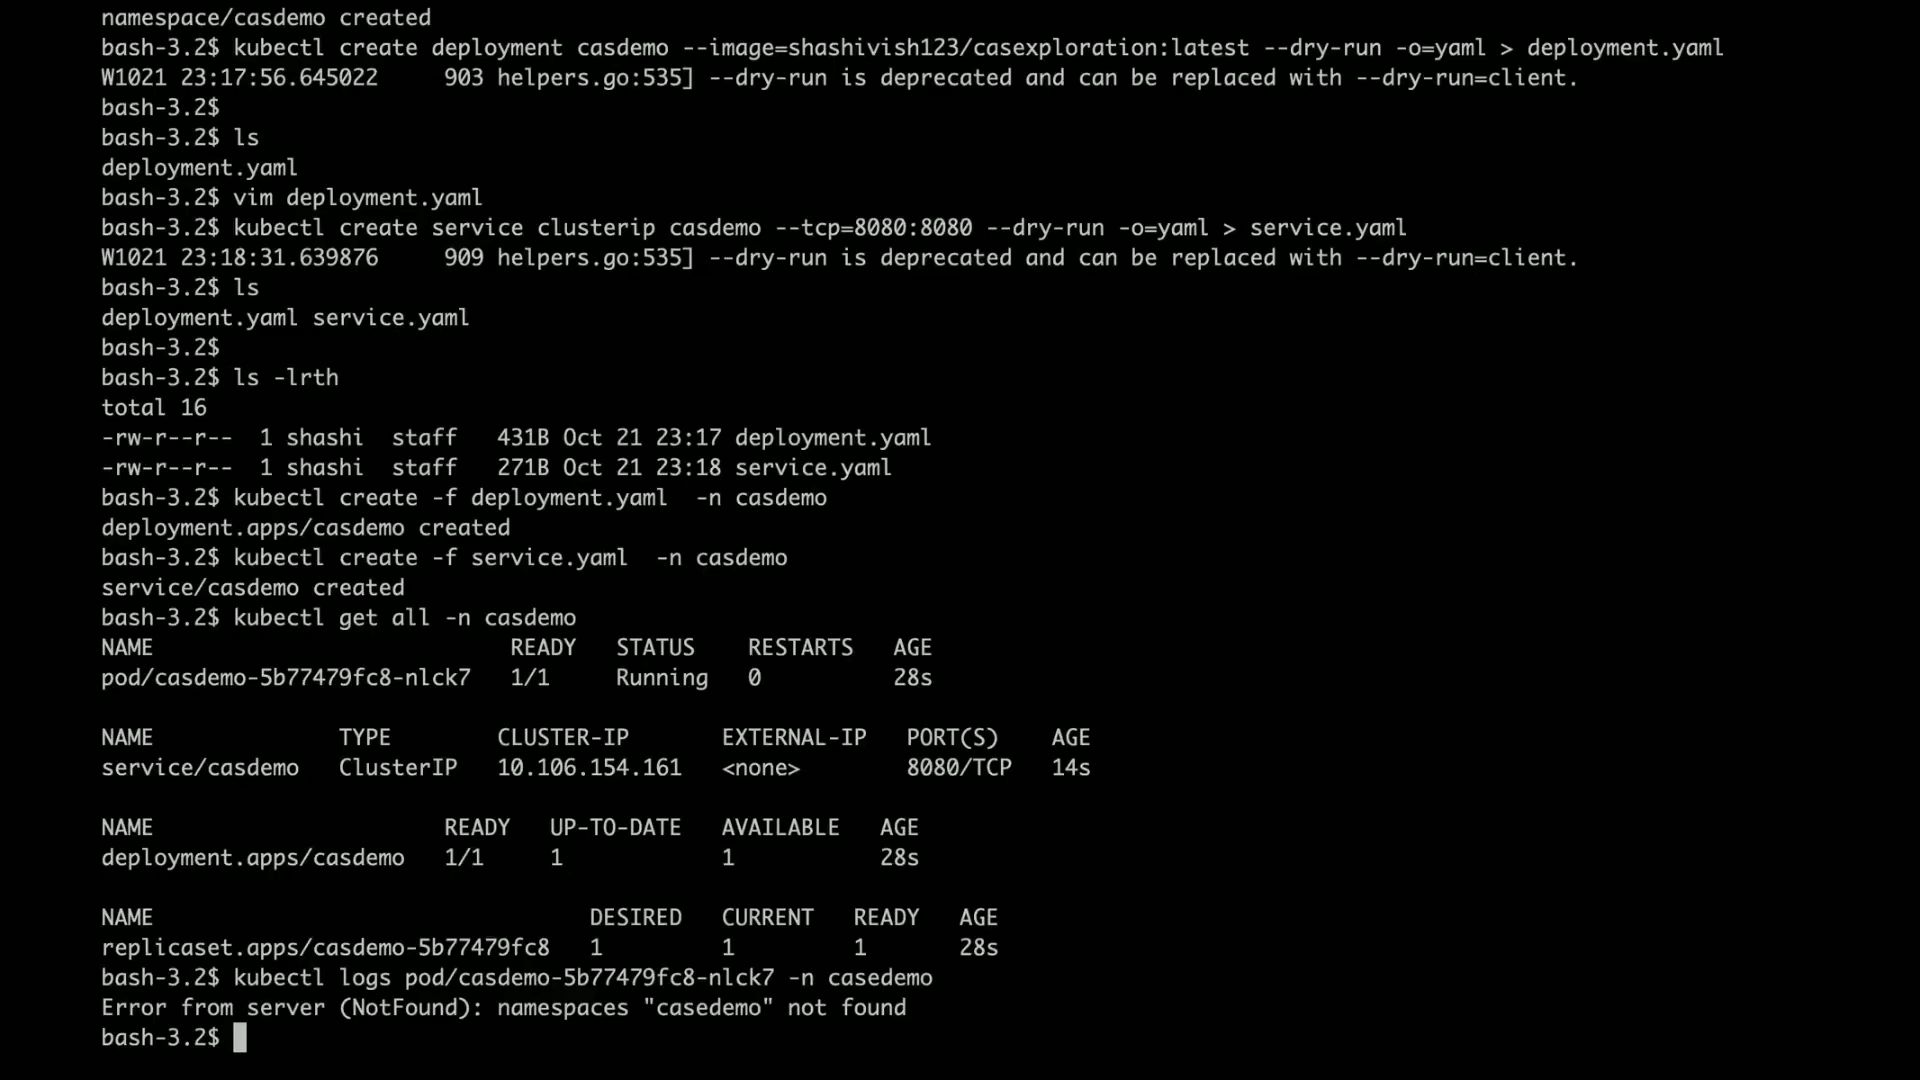 namespace/casdemo created
bash-3.2$ kubectl create deployment casdemo --image=shashivish123/casexploration:latest --dry-run -o=yaml > deployment.yaml
W1021 23:17:56.645022     903 helpers.go:535] --dry-run is deprecated and can be replaced with --dry-run=client.
bash-3.2$
bash-3.2$ ls
deployment.yaml
bash-3.2$ vim deployment.yaml
bash-3.2$ kubectl create service clusterip casdemo --tcp=8080:8080 --dry-run -o=yaml > service.yaml
W1021 23:18:31.639876     909 helpers.go:535] --dry-run is deprecated and can be replaced with --dry-run=client.
bash-3.2$ ls
deployment.yaml service.yaml
bash-3.2$
bash-3.2$ ls -lrth
total 16
-rw-r--r--  1 shashi  staff   431B Oct 21 23:17 deployment.yaml
-rw-r--r--  1 shashi  staff   271B Oct 21 23:18 service.yaml
bash-3.2$ kubectl create -f deployment.yaml  -n casdemo
deployment.apps/casdemo created
bash-3.2$ kubectl create -f service.yaml  -n casdemo
service/casdemo created
bash-3.2$ kubectl get all -n casdemo
NAME                           READY   STATUS    RESTARTS   AGE
pod/casdemo-5b77479fc8-nlck7   1/1     Running   0          28s
NAME              TYPE        CLUSTER-IP       EXTERNAL-IP   PORT(S)    AGE
service/casdemo   ClusterIP   10.106.154.161   <none>        8080/TCP   14s
NAME                      READY   UP-TO-DATE   AVAILABLE   AGE
deployment.apps/casdemo   1/1     1            1           28s
NAME                                 DESIRED   CURRENT   READY   AGE
replicaset.apps/casdemo-5b77479fc8   1         1         1       28s
bash-3.2$ kubectl logs pod/casdemo-5b77479fc8-nlck7 -n casedemo
Error from server (NotFound): namespaces "casedemo" not found
bash-3.2$